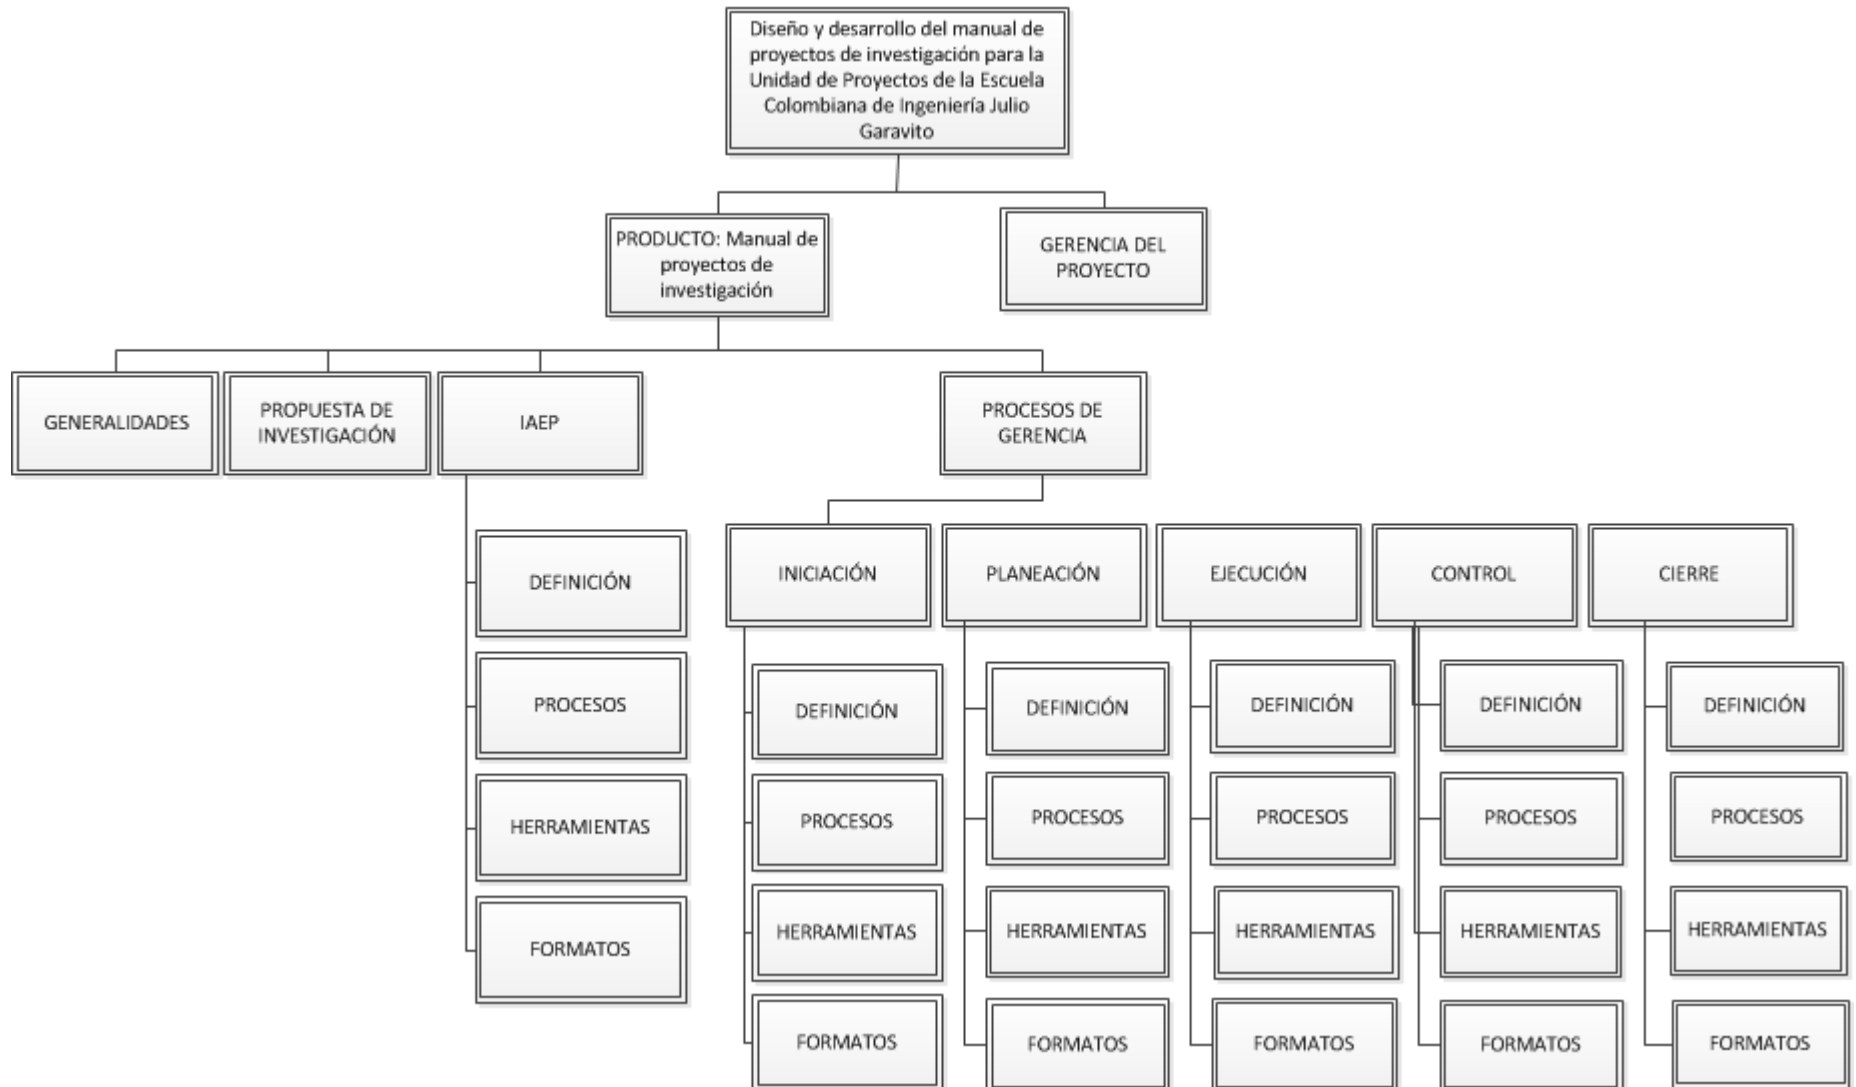 Diseño y desarrollo del manual de
proyectos de investigación para la
Unidad de Proyectos de la Escuela
Colombiana de Ingeniería Julio
Garavito
PRODUCTO: Manual de
proyectos de
investigación
GERENCIA DEL
PROYECTO
GENERALIDADES
PROPUESTA DE
INVESTIGACIÓN
IAEP
PROCESOS DE
GERENCIA
DEFINICIÓN
PROCESOS
HERRAMIENTAS
FORMATOS
INICIACIÓN
DEFINICIÓN
PROCESOS
HERRAMIENTAS
FORMATOS
PLANEACIÓN
DEFINICIÓN
PROCESOS
HERRAMIENTAS
FORMATOS
EJECUCIÓN
DEFINICIÓN
PROCESOS
HERRAMIENTAS
FORMATOS
CONTROL
DEFINICIÓN
PROCESOS
HERRAMIENTAS
FORMATOS
CIERRE
DEFINICIÓN
PROCESOS
HERRAMIENTAS
FORMATOS